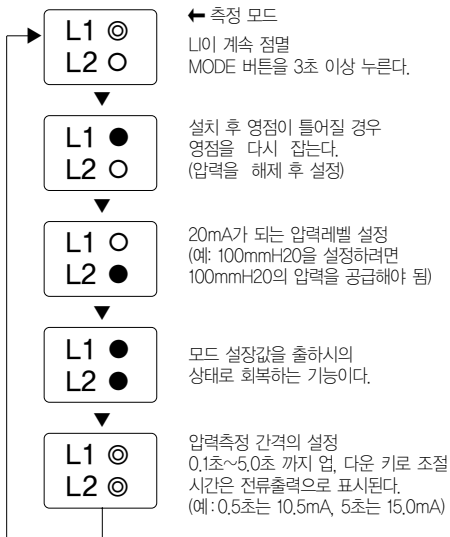 L1 ◎
L2 ○
← 측정 모드
LI이 계속 점멸
MODE 버튼을 3초 이상 누른다.
▼
L1 ●
L2 ○
설치 후 영점이 틀어질 경우
영점을 다시 잡는다.
(압력을 해제 후 설정)
▼
L1 ○
L2 ●
20mA가 되는 압력레벨 설정
(예: 100mmH20을 설정하려면
100mmH20의 압력을 공급해야 됨)
▼
L1 ●
L2 ●
모드 설장값을 출하시의
상태로 회복하는 기능이다.
▼
L1 ◎
L2 ◎
압력측정 간격의 설정
0.1초~5.0초 까지 업, 다운 키로 조절
시간은 전류출력으로 표시된다.
(예 : 0.5초는 10.5mA, 5초는 15.0mA)